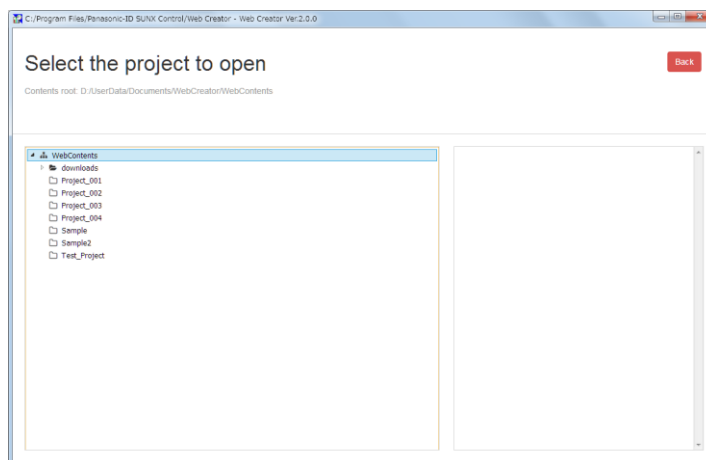 C:/Program Files/Panasonic-ID SUNX Control/Web Creator - Web Creator Ver.2.0.0
Select the project to open
Back
Contents root: D:/UserData/Documents/WebCreator/WebContents
WebContents
downloads
Project_001
Project_002
Project_003
Project_004
Sample
Sample2
Test_Project